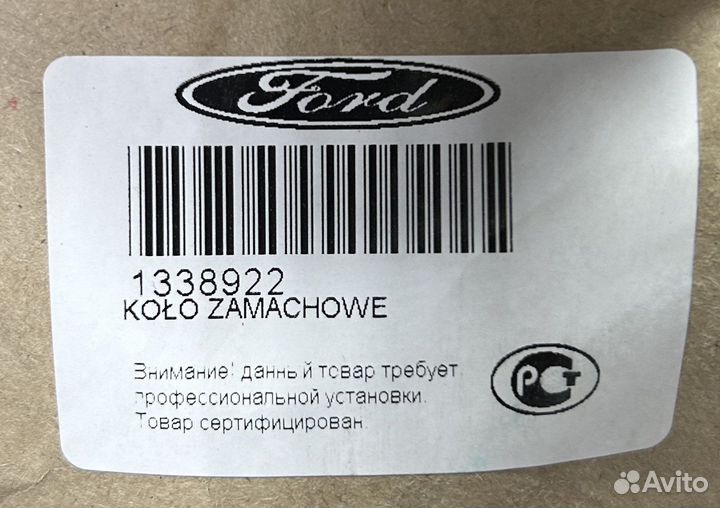 Ford
1338922
KOŁO ZAMACHOWE
Внимание! данный товар требует
профессиональной установки.
Товар сертифицирован.
РСТ
Avito